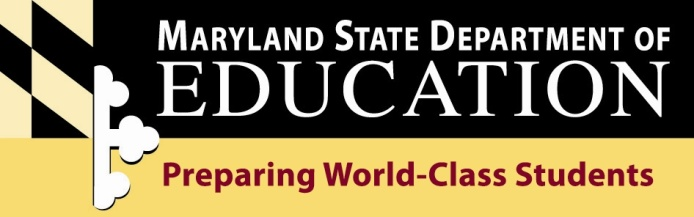 MARYLAND STATE DEPARTMENT OF
EDUCATION
Preparing World-Class Students